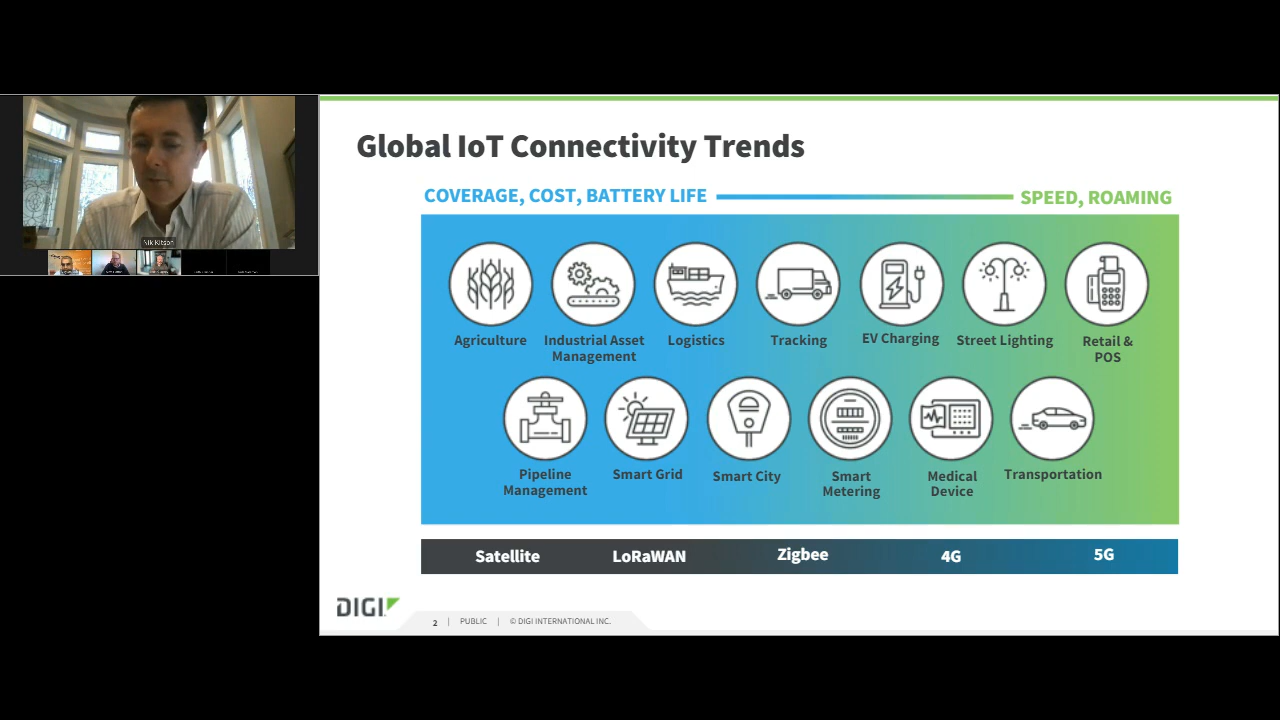 Global IoT Connectivity Trends
COVERAGE, COST, BATTERY LIFE
SPEED, ROAMING
Agriculture
Industrial Asset
Management
Logistics
Tracking
EV Charging
Street Lighting
Retail &
POS
Pipeline
Management
Smart Grid
Smart City
Smart
Metering
Medical
Device
Transportation
Satellite
LoRaWAN
Zigbee
4G
5G
DIGI
2 | PUBLIC | © DIGI INTERNATIONAL INC.
Nik Kitson